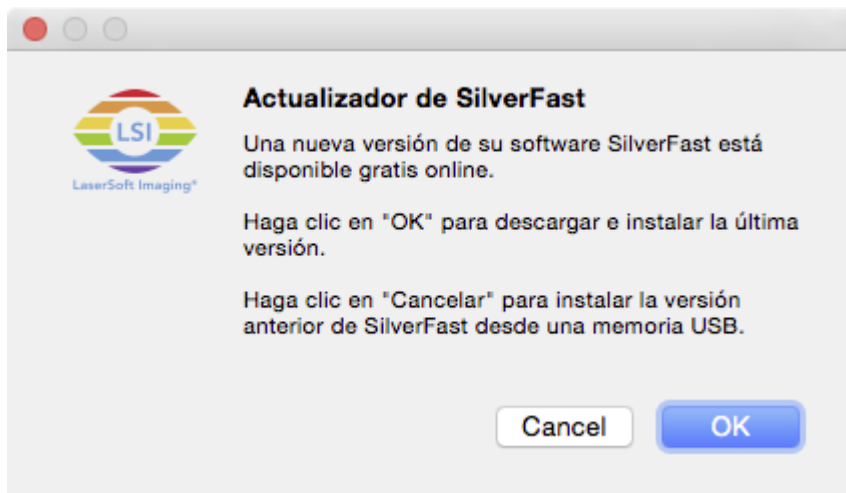 Actualizador de SilverFast
Una nueva versión de su software SilverFast está
disponible gratis online.
Haga clic en "OK" para descargar e instalar la última
versión.
Haga clic en "Cancelar" para instalar la versión
anterior de SilverFast desde una memoria USB.
LSI
LaserSoft Imaging®
Cancel
OK